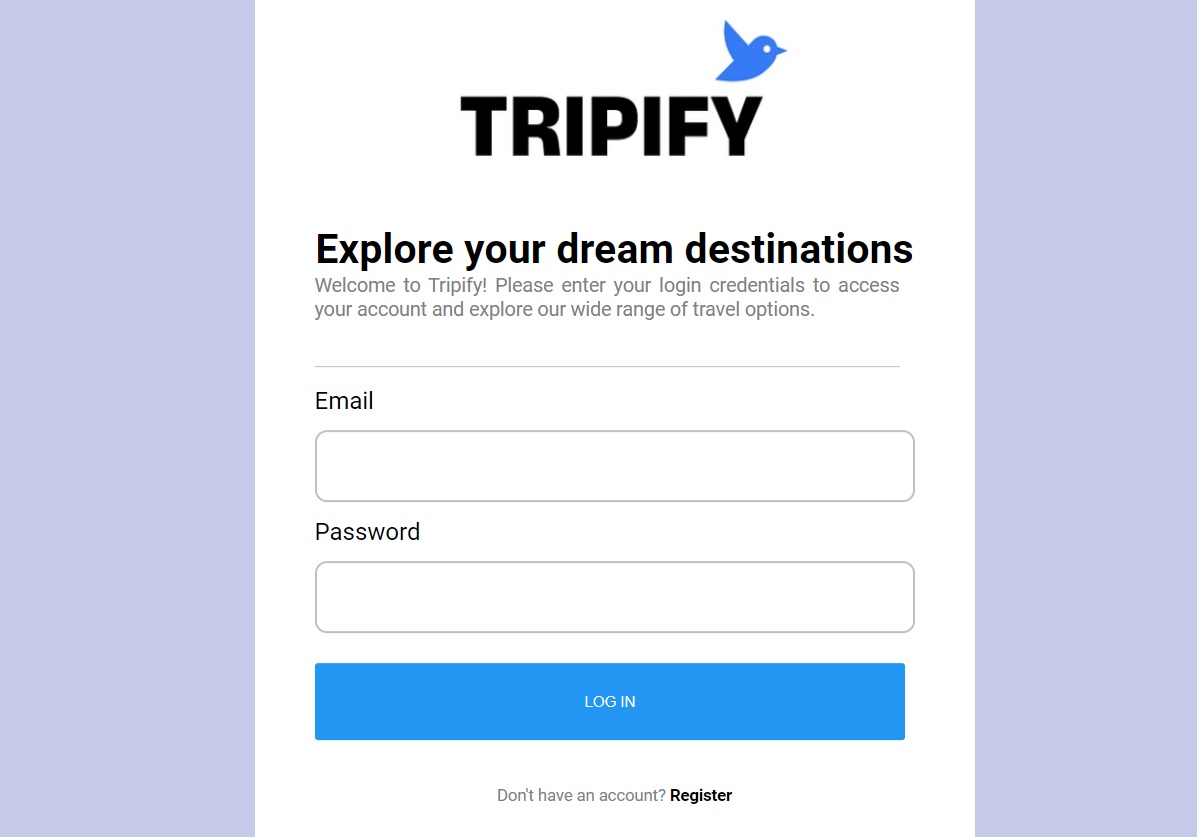 TRIPIFY
Explore your dream destinations
Welcome to Tripify! Please enter your login credentials to access
your account and explore our wide range of travel options.
Email
Password
LOG IN
Don't have an account? Register